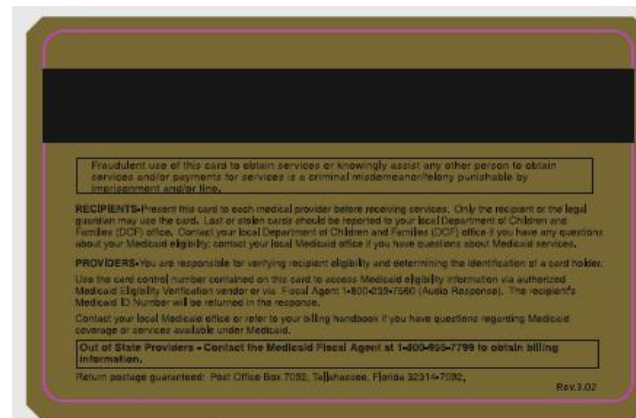 Fraudulent use of this card to obtain services or knowingly assist any other person to obtain
services and/or payments for services is a criminal misdemeanor/felony punishable by
imprisonment and/or fine.
RECIPIENTS-Present this card to each medical provider before receiving services. Only the recipient or the legal
guardian may use the card. Lost or stolen cards should be reported to your local Department of Children and
Families (DCF) office. Contact your local Department of Children and Families (DCF) office if you have any questions
about your Medicaid eligibility; contact your local Medicaid office if you have questions about Medicaid services.
PROVIDERS-You are responsible for verifying recipient eligibility and determining the identification of a card holder.
Use the card control number contained on this card to access Medicaid eligibility information via authorized
Medicaid Eligibility Verification vendor or via Fiscal Agent (Audio Response). The recipient's
Medicaid ID Number will be returned in the response.
Contact your local Medicaid office or refer to your billing handbook if you have questions regarding Medicaid
coverage or services available under Medicaid.
Out of State Providers - Contact the Medicaid Fiscal Agent at to obtain billing
information.
Return postage guaranteed: Post Office Box 7092, Tallahassee, Florida 32314-7092,
Rev.3.02